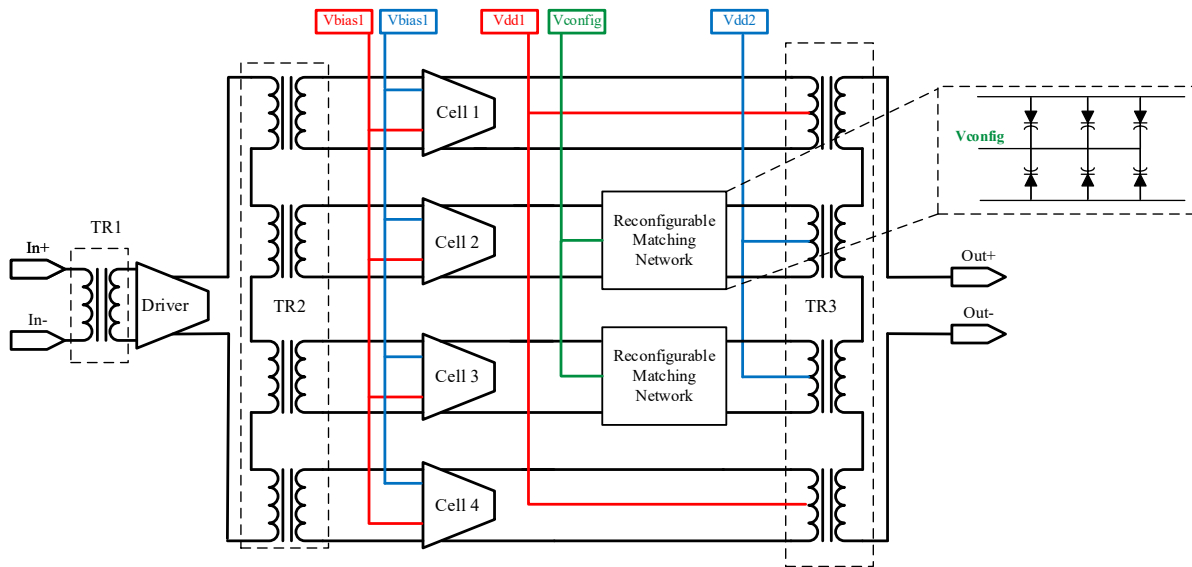 Vbias1 Vbias1 Vdd1 Vconfig Vdd2
Cell 1
Vconfig
Cell 2
Reconfigurable
Matching
Network
TR1
In+
Out+
Driver
TR2
TR3
In-
Out-
Cell 3
Reconfigurable
Matching
Network
Cell 4